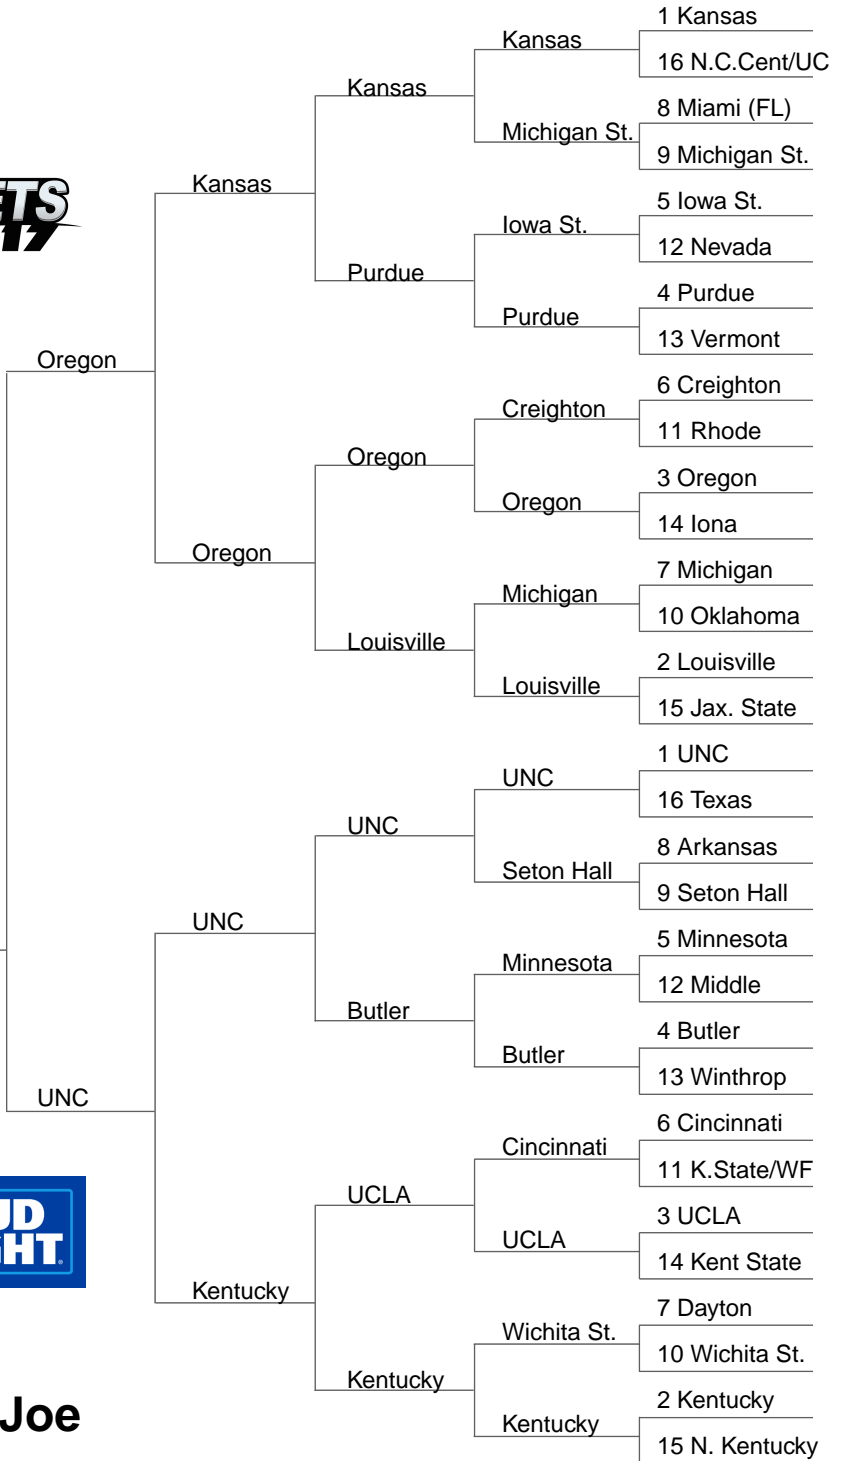 1 Kansas
Kansas
16 N.C.Cent/UC
Kansas
8 Miami (FL)
Michigan St.
9 Michigan St.
Kansas
5 Iowa St.
Iowa St.
12 Nevada
Purdue
4 Purdue
Purdue
13 Vermont
Oregon
6 Creighton
Creighton
11 Rhode
Oregon
3 Oregon
Oregon
14 Iona
Oregon
7 Michigan
Michigan
10 Oklahoma
Louisville
2 Louisville
Louisville
15 Jax. State
1 UNC
UNC
16 Texas
UNC
8 Arkansas
Seton Hall
9 Seton Hall
UNC
5 Minnesota
Minnesota
12 Middle
Butler
4 Butler
Butler
13 Winthrop
UNC
6 Cincinnati
Cincinnati
11 K.State/WF
UCLA
3 UCLA
UCLA
14 Kent State
Kentucky
7 Dayton
Wichita St.
10 Wichita St.
Kentucky
2 Kentucky
Kentucky
15 N. Kentucky
17
Joe